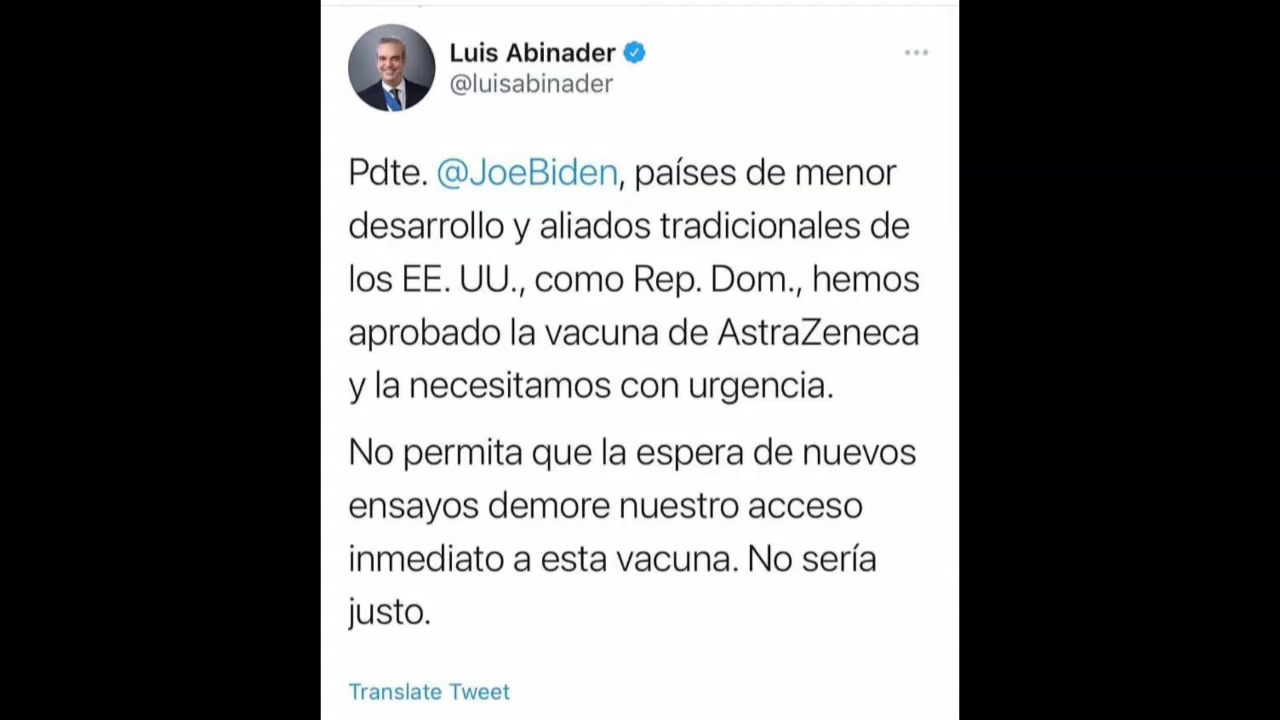 Luis Abinader
@luisabinader
Pdte. @JoeBiden, países de menor
desarrollo y aliados tradicionales de
los EE. UU., como Rep. Dom., hemos
aprobado la vacuna de AstraZeneca
y la necesitamos con urgencia.
No permita que la espera de nuevos
ensayos demore nuestro acceso
inmediato a esta vacuna. No sería
justo.
Translate Tweet